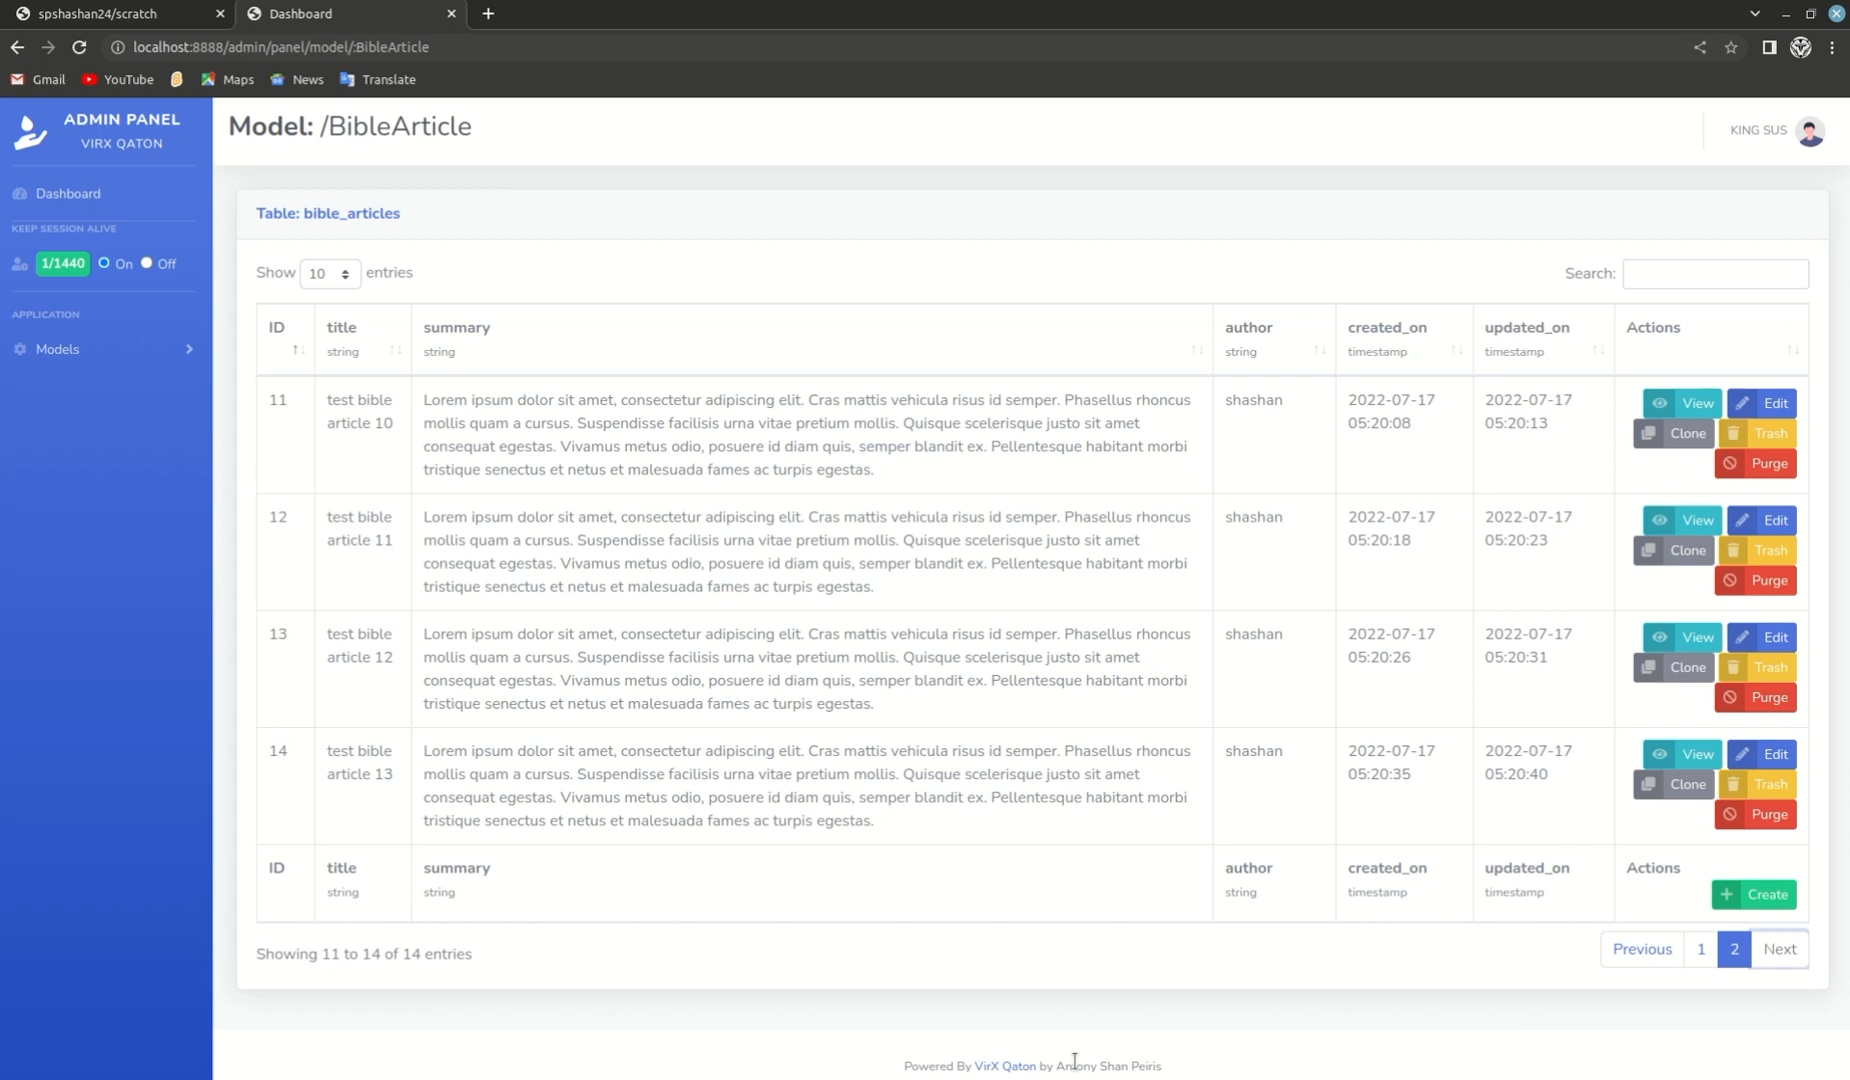 spshashan24/scratch
Dashboard
localhost:8888/admin/panel/model/:BibleArticle
Gmail
YouTube
Maps
News
Translate
ADMIN PANEL
VIRX QATON
Dashboard
KEEP SESSION ALIVE
1/1440 On Off
APPLICATION
Models
Model: /BibleArticle
KING SUS
Table: bible_articles
Show 10 entries
Search:
ID title summary author created_on updated_on Actions
string string string timestamp timestamp
11 test bible Lorem ipsum dolor sit amet, consectetur adipiscing elit. Cras mattis vehicula risus id semper. Phasellus rhoncus shashan 2022-07-17 2022-07-17 View Edit
article 10 mollis quam a cursus. Suspendisse facilisis urna vitae pretium mollis. Quisque scelerisque justo sit amet 05:20:08 05:20:13 Clone Trash
consequat egestas. Vivamus metus odio, posuere id diam quis, semper blandit ex. Pellentesque habitant morbi Purge
tristique senectus et netus et malesuada fames ac turpis egestas.
12 test bible Lorem ipsum dolor sit amet, consectetur adipiscing elit. Cras mattis vehicula risus id semper. Phasellus rhoncus shashan 2022-07-17 2022-07-17 View Edit
article 11 mollis quam a cursus. Suspendisse facilisis urna vitae pretium mollis. Quisque scelerisque justo sit amet 05:20:18 05:20:23 Clone Trash
consequat egestas. Vivamus metus odio, posuere id diam quis, semper blandit ex. Pellentesque habitant morbi Purge
tristique senectus et netus et malesuada fames ac turpis egestas.
13 test bible Lorem ipsum dolor sit amet, consectetur adipiscing elit. Cras mattis vehicula risus id semper. Phasellus rhoncus shashan 2022-07-17 2022-07-17 View Edit
article 12 mollis quam a cursus. Suspendisse facilisis urna vitae pretium mollis. Quisque scelerisque justo sit amet 05:20:26 05:20:31 Clone Trash
consequat egestas. Vivamus metus odio, posuere id diam quis, semper blandit ex. Pellentesque habitant morbi Purge
tristique senectus et netus et malesuada fames ac turpis egestas.
14 test bible Lorem ipsum dolor sit amet, consectetur adipiscing elit. Cras mattis vehicula risus id semper. Phasellus rhoncus shashan 2022-07-17 2022-07-17 View Edit
article 13 mollis quam a cursus. Suspendisse facilisis urna vitae pretium mollis. Quisque scelerisque justo sit amet 05:20:35 05:20:40 Clone Trash
consequat egestas. Vivamus metus odio, posuere id diam quis, semper blandit ex. Pellentesque habitant morbi Purge
tristique senectus et netus et malesuada fames ac turpis egestas.
ID title summary author created_on updated_on Actions
string string string timestamp timestamp Create
Showing 11 to 14 of 14 entries
Previous 1 2 Next
Powered By VirX Qaton by Antony Shan Peiris